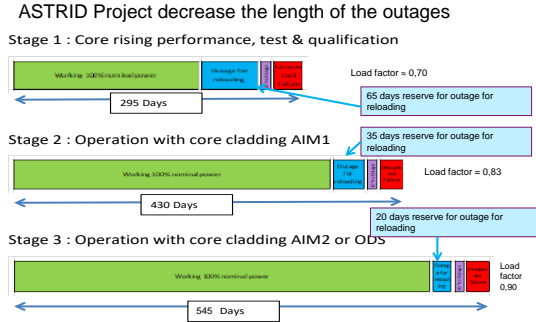 ASTRID Project decrease the length of the outages
Stage 1 : Core rising performance, test & qualification
Working 100% nominal power
Outage for
reloading
Load factor ≈ 0,70
295 Days
65 days reserve for outage for
reloading
Stage 2 : Operation with core cladding AIM1
35 days reserve for outage for
reloading
Working 100% nominal power
Outage
for
reloading
Load factor = 0,83
430 Days
20 days reserve for outage for
reloading
Stage 3 : Operation with core cladding AIM2 or ODS
Working 100% nominal power
Load
factor
0,90
545 Days